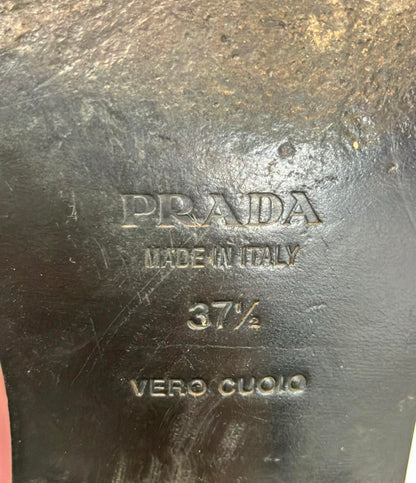 PRADA
MADE IN ITALY
37½
VERO CUOIO